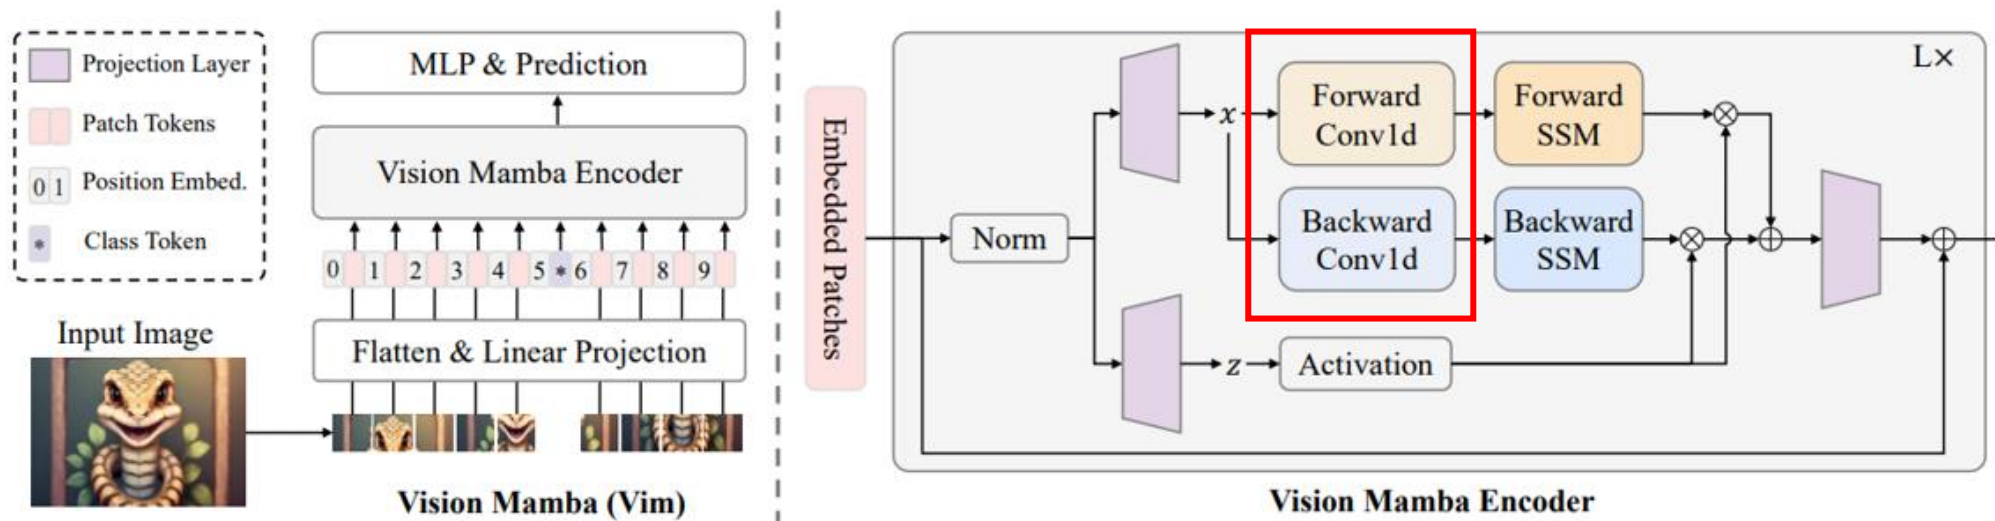 Projection Layer
Patch Tokens
0 1 Position Embed.
* Class Token
Input Image
MLP & Prediction
Vision Mamba Encoder
0 1 2 3 4 5 * 6 7 8 9
Flatten & Linear Projection
Vision Mamba (Vim)
Embedded Patches
L×
Norm
x
Forward
Conv1d
Forward
SSM
Backward
Conv1d
Backward
SSM
z
Activation
Vision Mamba Encoder